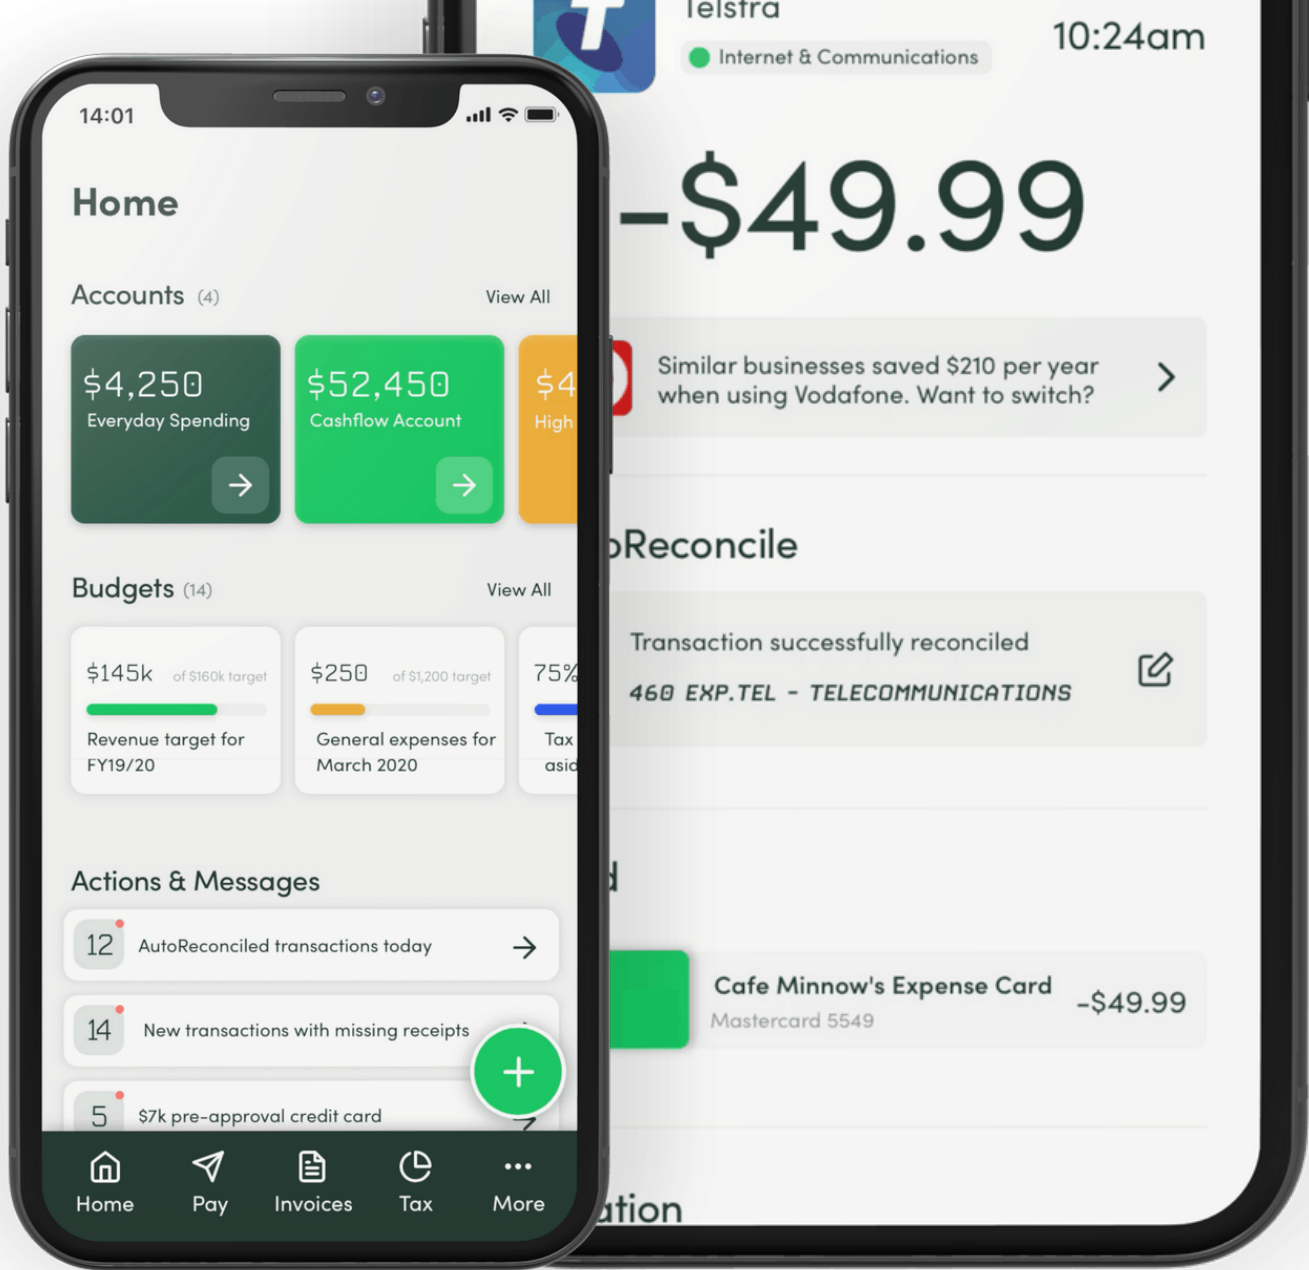 14:01
Home
Accounts (4)
View All
$4,250
Everyday Spending
$52,450
Cashflow Account
$4
High
Budgets (14)
View All
$145k of $160k target
Revenue target for
FY19/20
$250 of $1,200 target
General expenses for
March 2020
75%
Tax
asid
Actions & Messages
12 AutoReconciled transactions today
14 New transactions with missing receipts
5 $7k pre-approval credit card
Home
Pay
Invoices
Tax
More
Telstra
Internet & Communications
10:24am
-$49.99
Similar businesses saved $210 per year
when using Vodafone. Want to switch?
oReconcile
Transaction successfully reconciled
460 EXP.TEL - TELECOMMUNICATIONS
d
Cafe Minnow's Expense Card
Mastercard 5549
-$49.99
ation